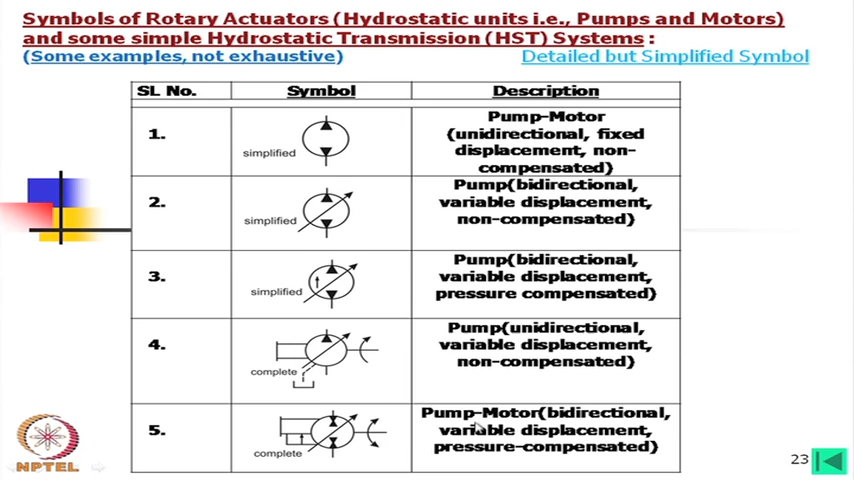 Symbols of Rotary Actuators (Hydrostatic units i.e., Pumps and Motors)
and some simple Hydrostatic Transmission (HST) Systems :
(Some examples, not exhaustive)
Detailed but Simplified Symbol
SL No. Symbol Description
1. simplified Pump-Motor
(unidirectional, fixed
displacement, non-
compensated)
2. simplified Pump(bidirectional,
variable displacement,
non-compensated)
3. simplified Pump(bidirectional,
variable displacement,
pressure compensated)
4. complete Pump(unidirectional,
variable displacement,
non-compensated)
5. complete Pump-Motor(bidirectional,
variable displacement,
pressure-compensated)
NPTEL
23